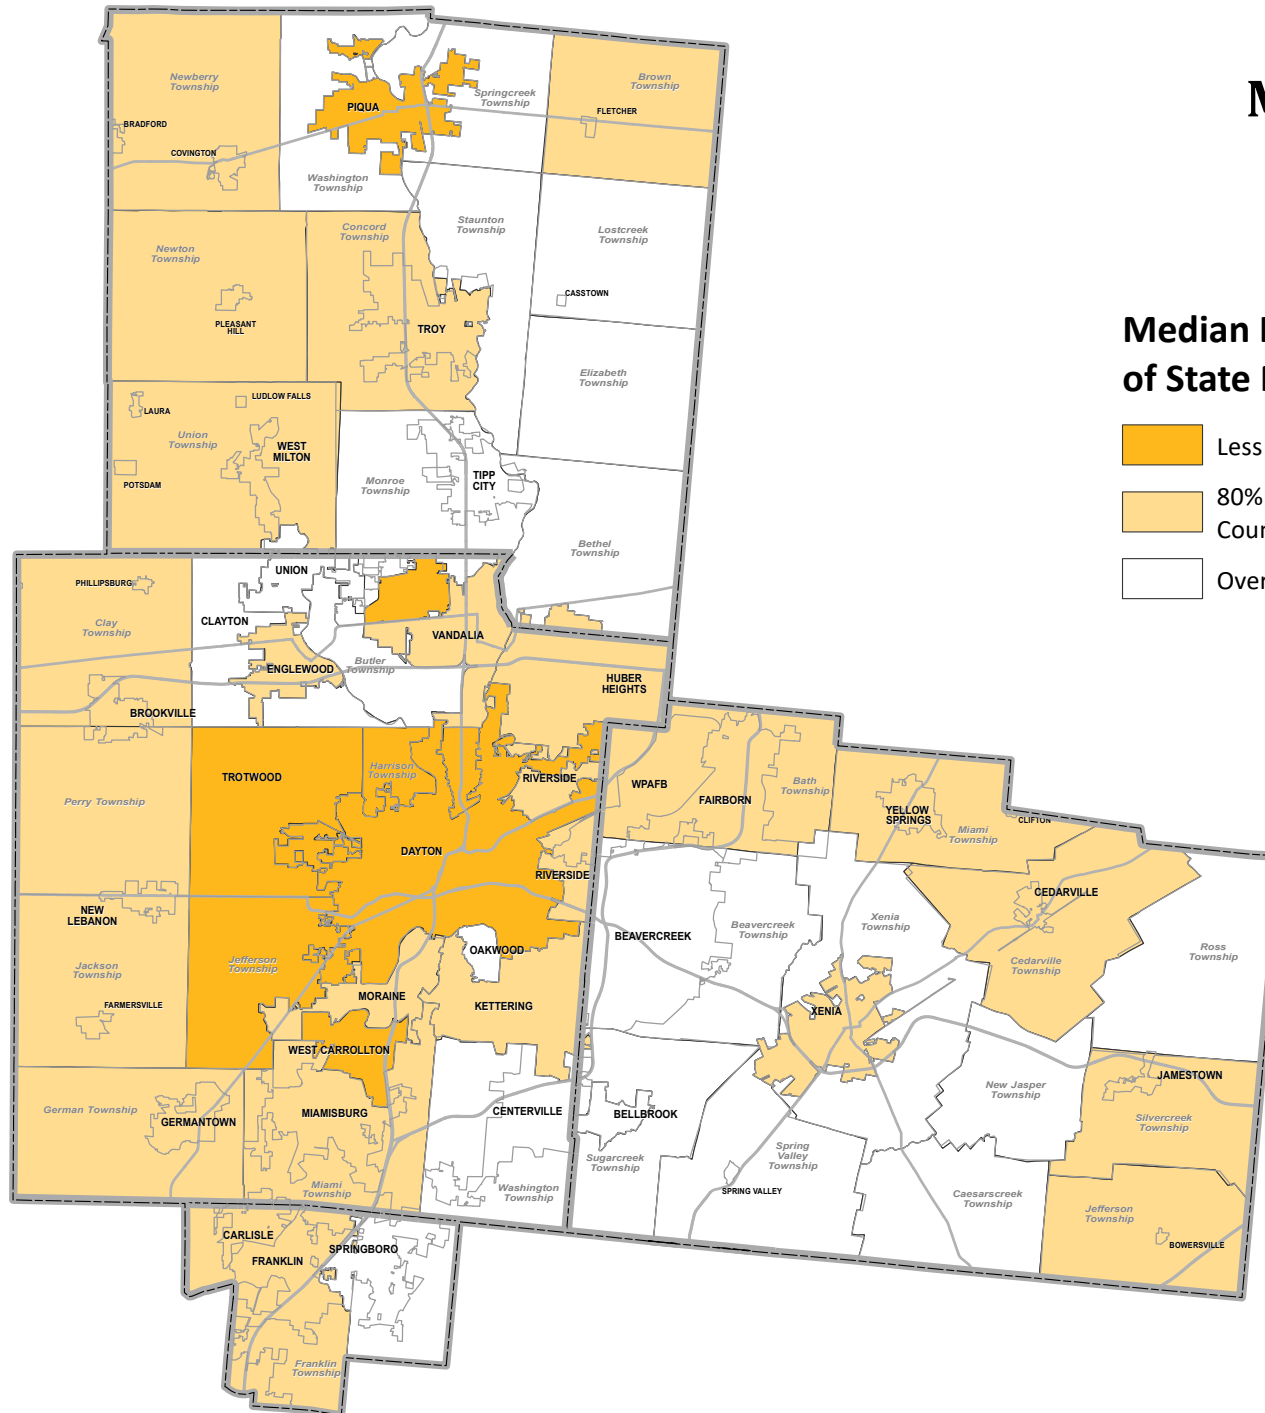 Newberry
Township
BRADFORD
COVINGTON
PIQUA
Springcreek
Township
Brown
Township
FLETCHER
Washington
Township
Concord
Township
Staunton
Township
Lostcreek
Township
Newton
Township
PLEASANT
HILL
TROY
CASSTOWN
Elizabeth
Township
LAURA
LUDLOW FALLS
Union
Township
WEST
MILTON
POTSDAM
Monroe
Township
TIPP
CITY
Bethel
Township
M
Median
of State
Less
80%
Coun
Over
PHILLIPSBURG
UNION
Clay
Township
CLAYTON
VANDALIA
ENGLEWOOD
Butler
Township
HUBER
HEIGHTS
BROOKVILLE
TROTWOOD
Harrison
Township
RIVERSIDE
Perry Township
DAYTON
RIVERSIDE
NEW
LEBANON
Jackson
Township
FARMERSVILLE
Jefferson
Township
OAKWOOD
MORAINE
KETTERING
WEST CARROLLTON
German Township
GERMANTOWN
MIAMISBURG
CENTERVILLE
Miami
Township
Washington
Township
WPAFB
FAIRBORN
Bath
Township
YELLOW
SPRINGS
Miami
Township
CLIFTON
CEDARVILLE
Cedarville
Township
BEAVERCREEK
Beavercreek
Township
Xenia
Township
Ross
Township
XENIA
New Jasper
Township
JAMESTOWN
Silvercreek
Township
BELLBROOK
Sugarcreek
Township
Spring
Valley
Township
SPRING VALLEY
Caesarscreek
Township
Jefferson
Township
BOWERSVILLE
CARLISLE
FRANKLIN
SPRINGBORO
Franklin
Township